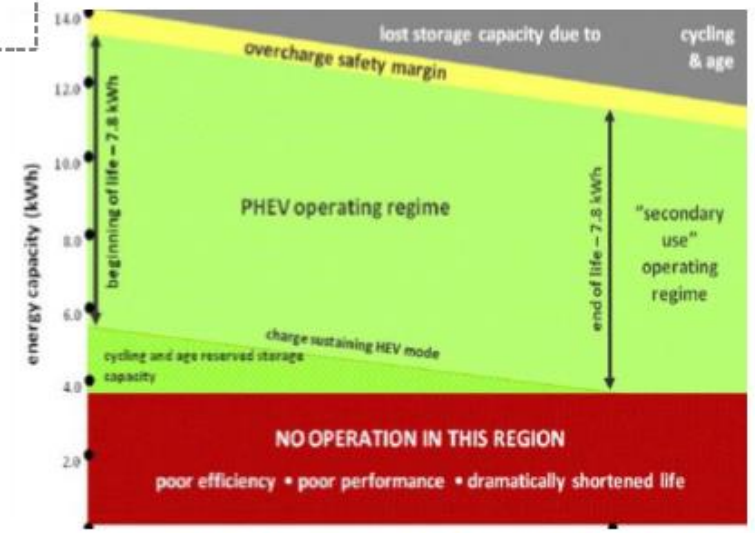 14.0
12.0
10.0
8.0
6.0
4.0
2.0
energy capacity (kWh)
lost storage capacity due to cycling
& age
overcharge safety margin
beginning of life – 7.8 kWh
PHEV operating regime
end of life – 7.8 kWh
"secondary
use"
operating
regime
charge sustaining HEV mode
cycling and age reserved storage
capacity
NO OPERATION IN THIS REGION
poor efficiency • poor performance • dramatically shortened life